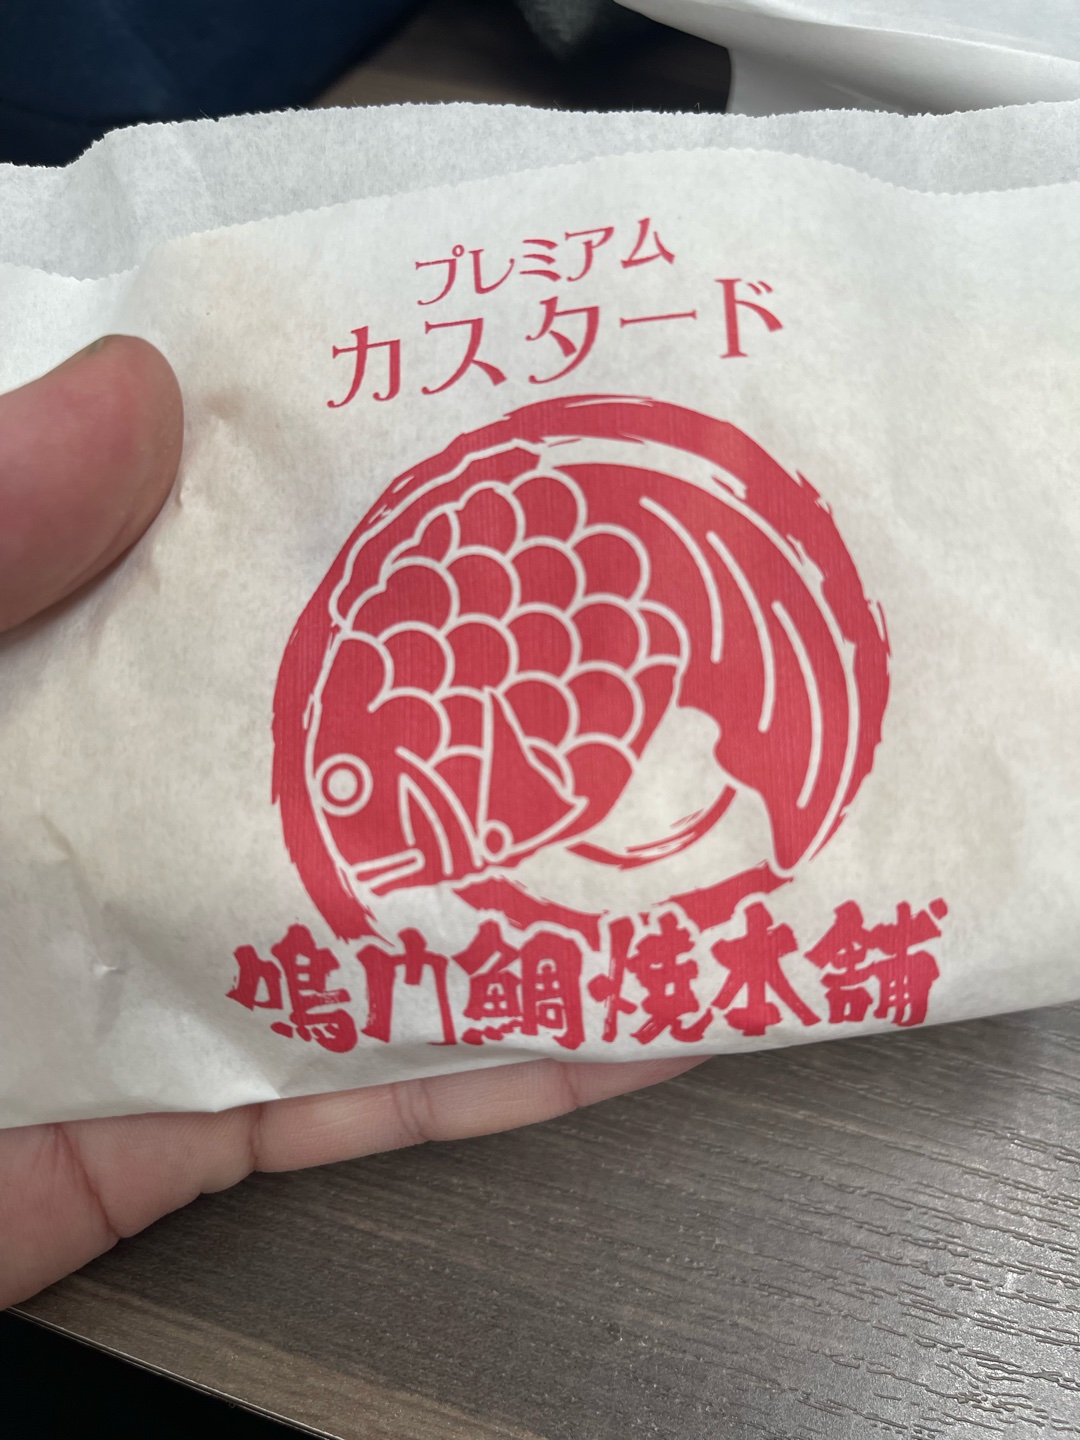 プレミアム
カスタード
鳴門鯛焼本舗